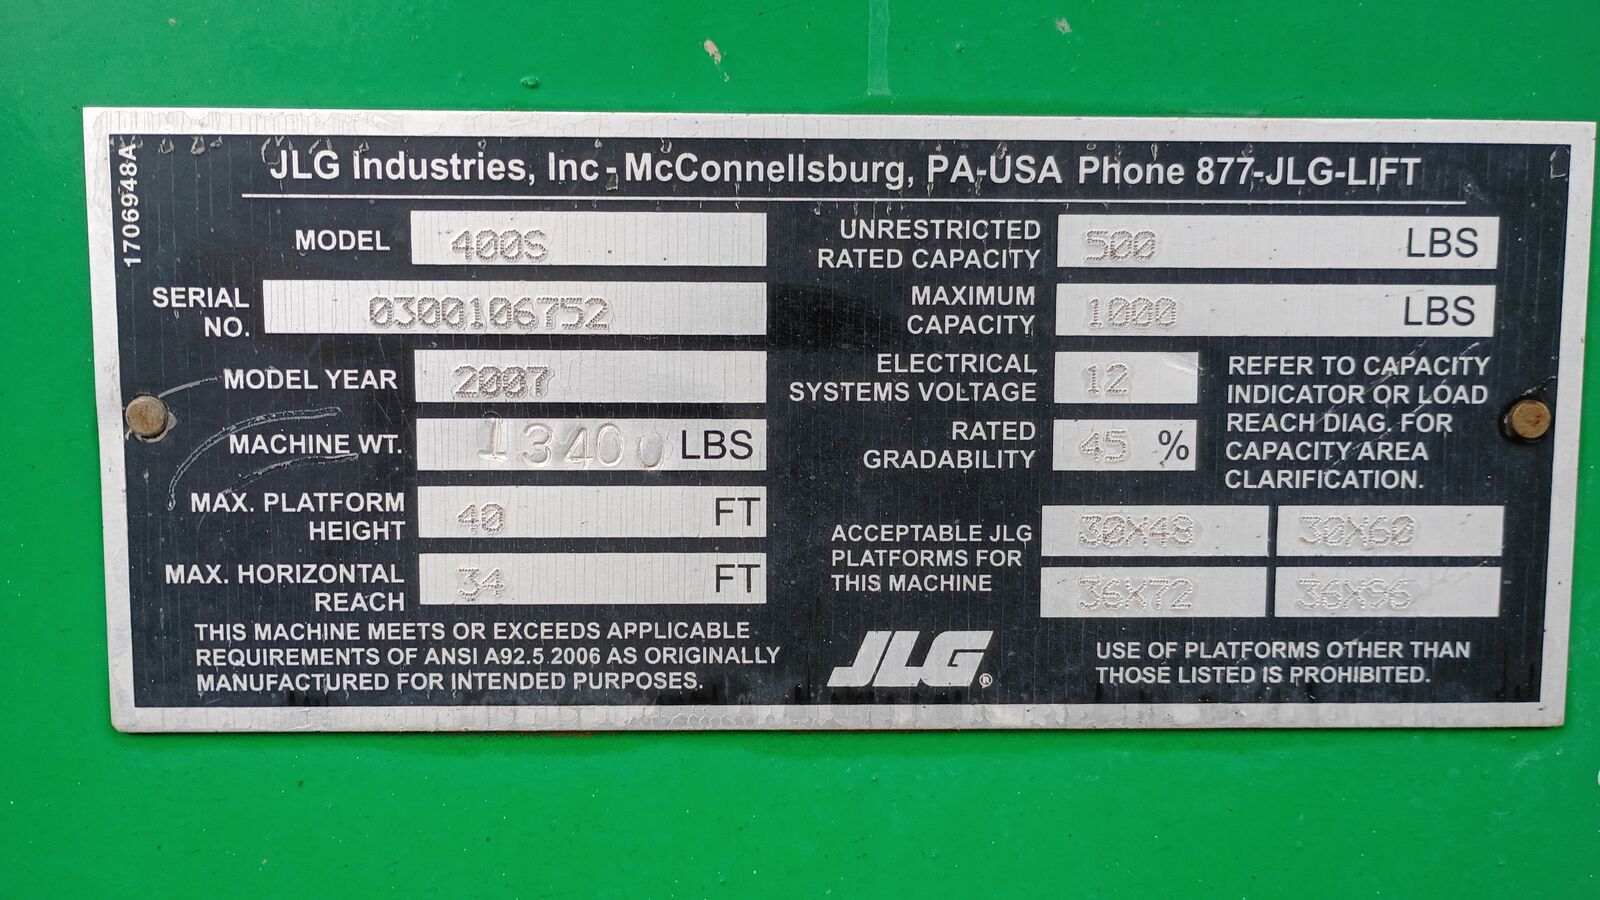 JLG Industries, Inc - McConnellsburg, PA-USA Phone 877-JLG-LIFT
1706948A
MODEL 400S
SERIAL NO. 0300106752
MODEL YEAR 2007
MACHINE WT. 13400 LBS
MAX. PLATFORM HEIGHT 40 FT
MAX. HORIZONTAL REACH 34 FT
THIS MACHINE MEETS OR EXCEEDS APPLICABLE
REQUIREMENTS OF ANSI A92.5.2006 AS ORIGINALLY
MANUFACTURED FOR INTENDED PURPOSES.
UNRESTRICTED RATED CAPACITY 500 LBS
MAXIMUM CAPACITY 1000 LBS
ELECTRICAL SYSTEMS VOLTAGE 12
RATED GRADABILITY 45 %
REFER TO CAPACITY
INDICATOR OR LOAD
REACH DIAG. FOR
CAPACITY AREA
CLARIFICATION.
ACCEPTABLE JLG
PLATFORMS FOR
THIS MACHINE
30X48 30X60
36X72 36X96
JLG®
USE OF PLATFORMS OTHER THAN
THOSE LISTED IS PROHIBITED.